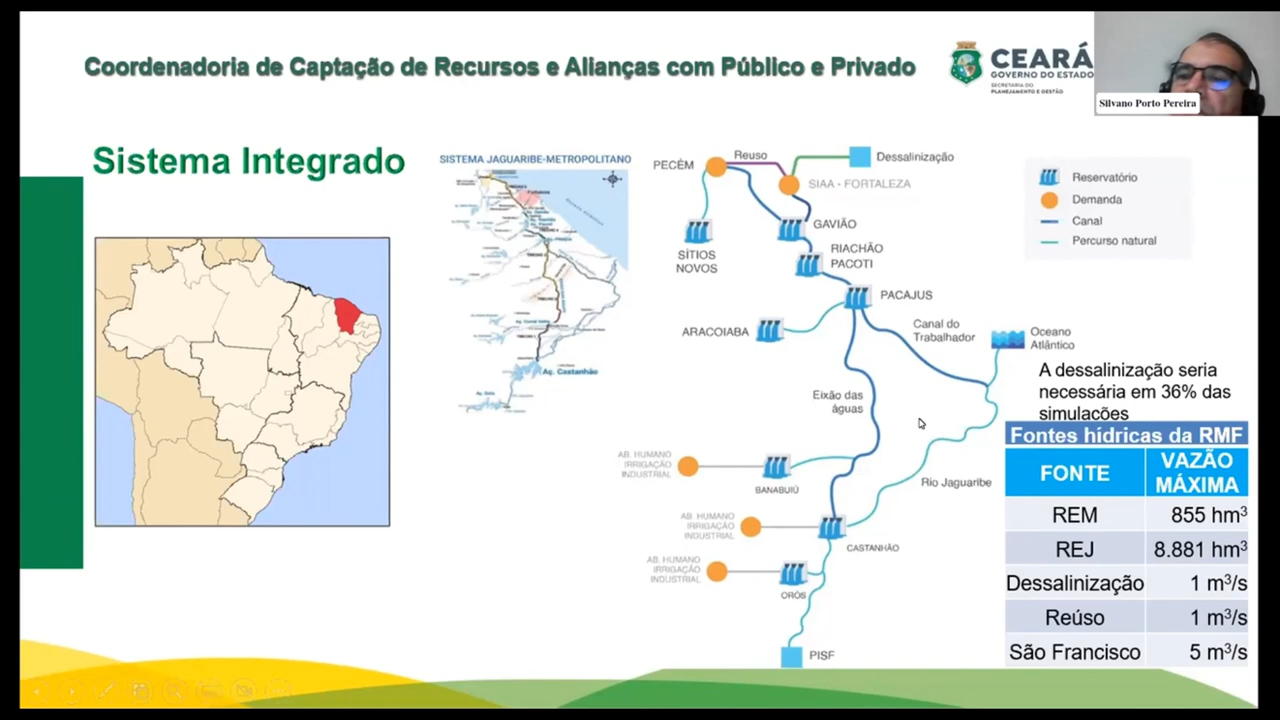 Coordenadoria de Captação de Recursos e Alianças com Público e Privado
CEARÁ
GOVERNO DO ESTADO
SECRETARIA DO
PLANEJAMENTO E GESTÃO
Silvano Porto Pereira
Sistema Integrado
SISTEMA JAGUARIBE-METROPOLITANO
Fortaleza
Aç. Castanhão
PECÉM
Reuso
Dessalinização
SIAA - FORTALEZA
GAVIÃO
SÍTIOS
NOVOS
RIACHÃO
PACOTI
PACAJUS
ARACOIABA
Canal do
Trabalhador
Oceano
Atlântico
Eixão das
águas
AB. HUMANO
IRRIGAÇÃO
INDUSTRIAL
BANABUIÚ
Rio Jaguaribe
AB. HUMANO
IRRIGAÇÃO
INDUSTRIAL
CASTANHÃO
AB. HUMANO
IRRIGAÇÃO
INDUSTRIAL
ORÓS
PISF
Reservatório
Demanda
Canal
Percurso natural
A dessalinização seria
necessária em 36% das
simulações
Fontes hídricas da RMF
FONTE VAZÃO MÁXIMA
REM 855 hm³
REJ 8.881 hm³
Dessalinização 1 m³/s
Reúso 1 m³/s
São Francisco 5 m³/s